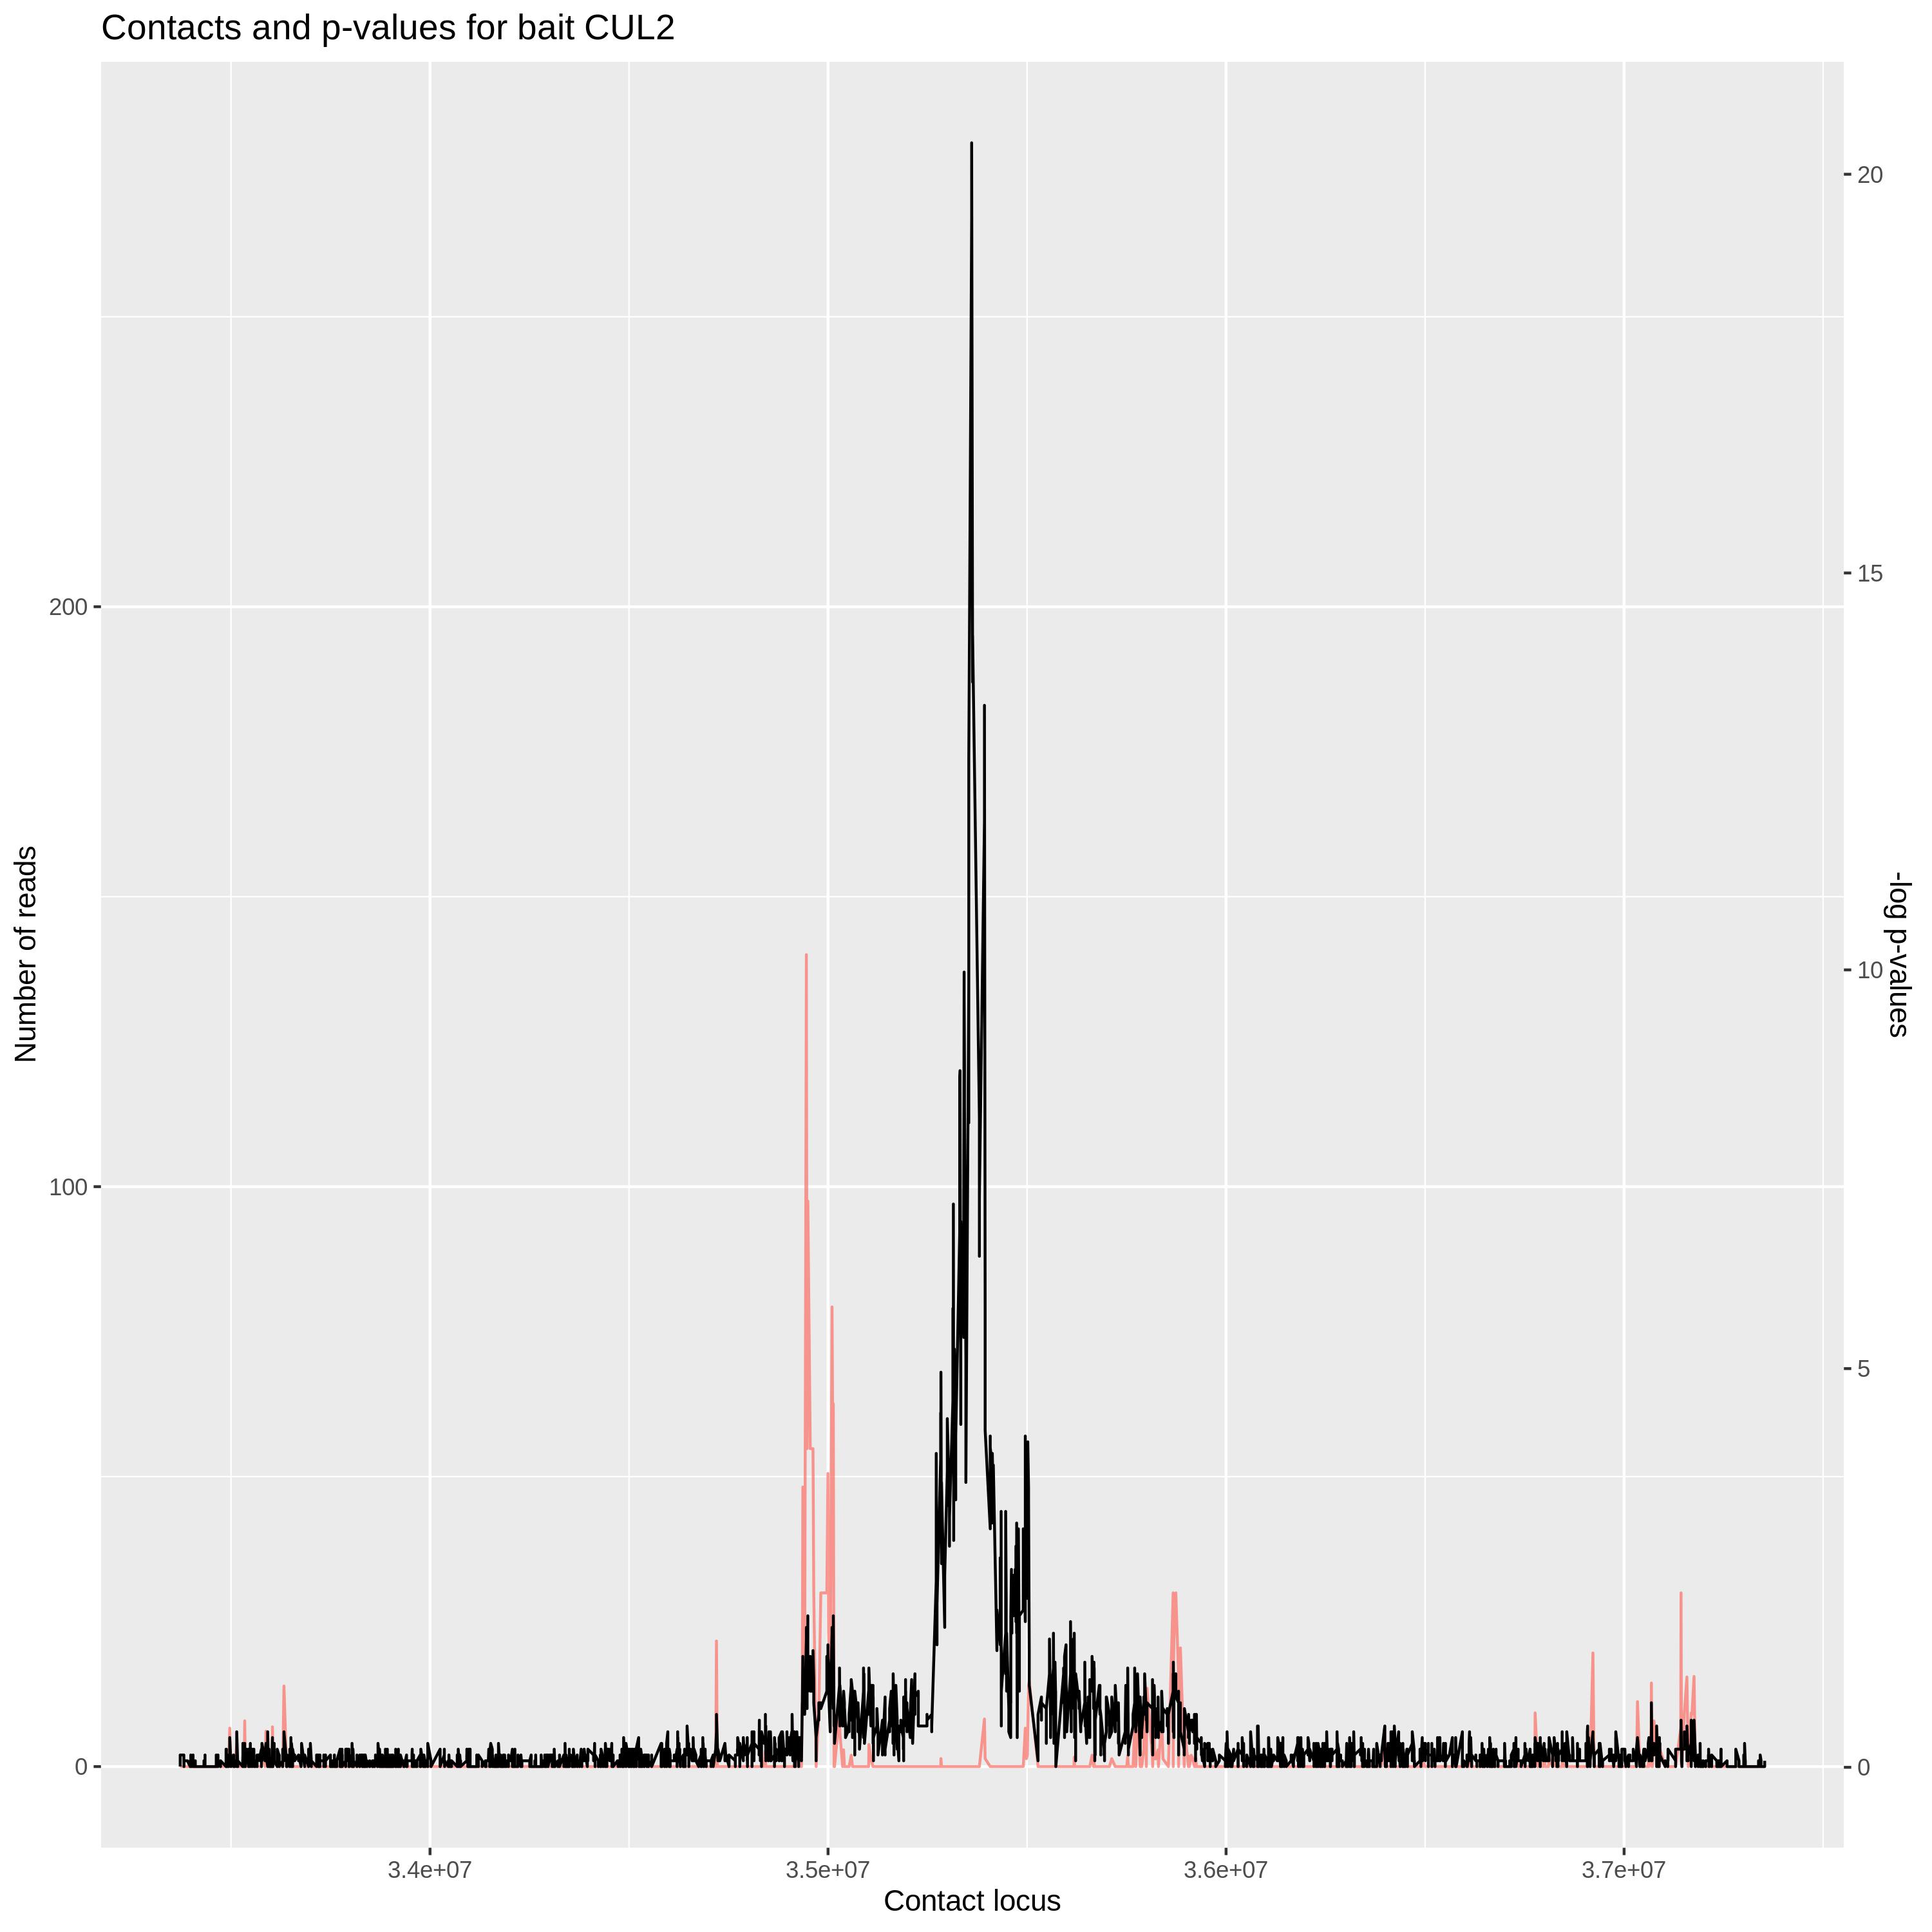 Contacts and p-values for bait CUL2
Number of reads
200
100
0
20
15
10
5
0
-log p-values
3.4e+07
3.5e+07
3.6e+07
3.7e+07
Contact locus